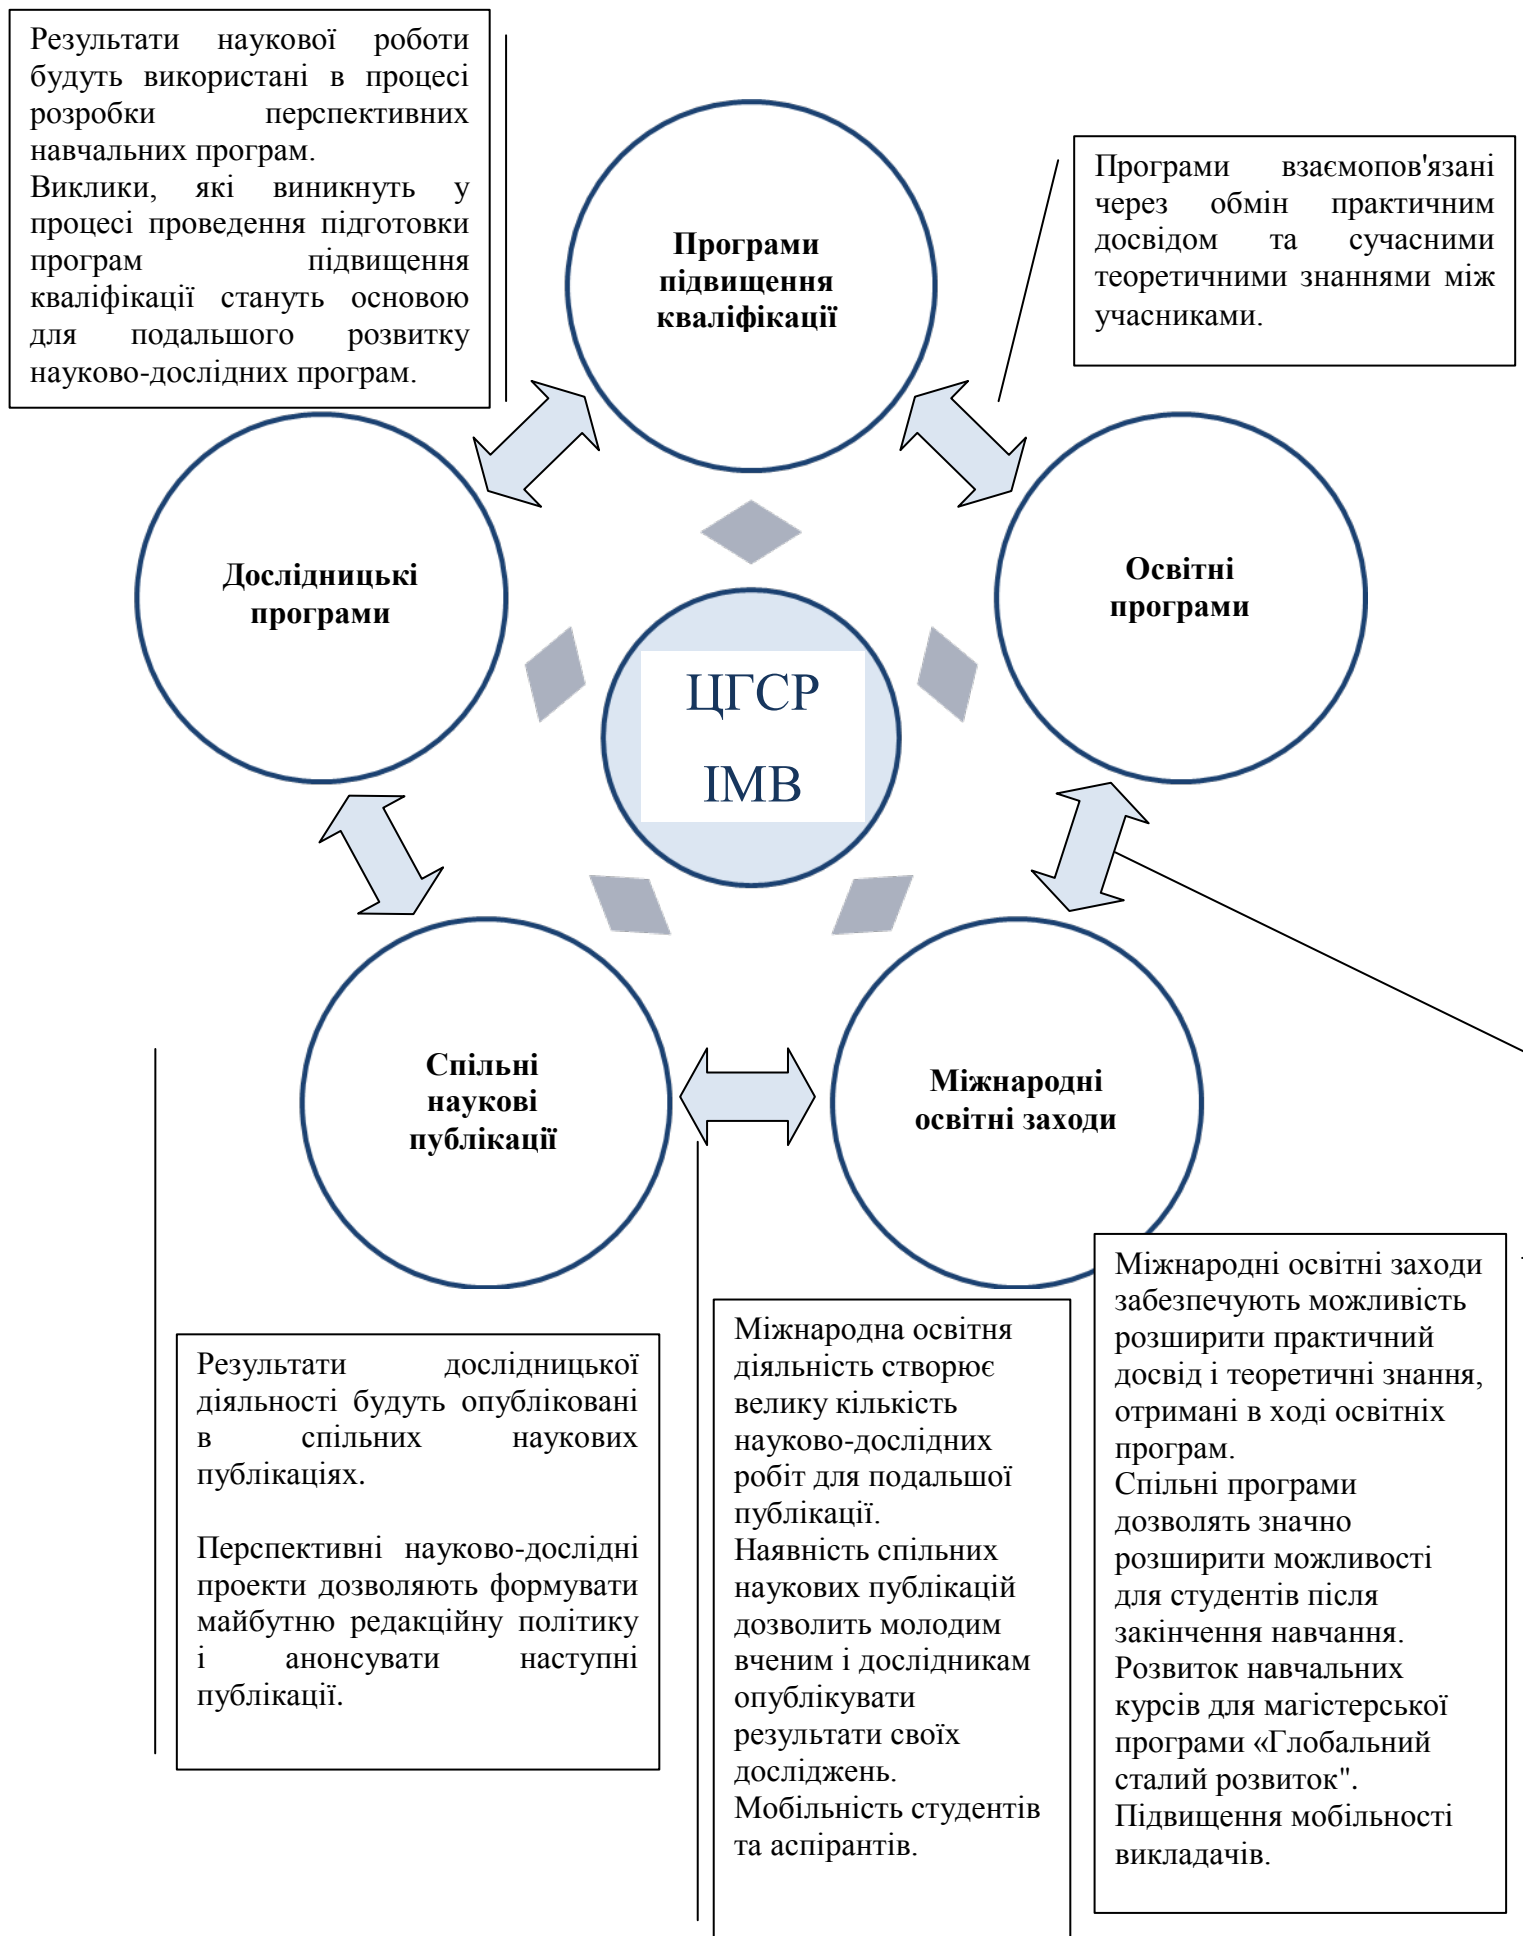 Результати наукової роботи
будуть використані в процесі
розробки перспективних
навчальних програм.
Виклики, які виникнуть у
процесі проведення підготовки
програм підвищення
кваліфікації стануть основою
для подальшого розвитку
науково-дослідних програм.
Програми
підвищення
кваліфікації
Програми взаємопов'язані
через обмін практичним
досвідом та сучасними
теоретичними знаннями між
учасниками.
Дослідницькі
програми
Освітні
програми
ЦГСР
ІМВ
Спільні
наукові
публікації
Міжнародні
освітні заходи
Результати дослідницької
діяльності будуть опубліковані
в спільних наукових
публікаціях.
Перспективні науково-дослідні
проекти дозволяють формувати
майбутню редакційну політику
і анонсувати наступні
публікації.
Міжнародна освітня
діяльність створює
велику кількість
науково-дослідних
робіт для подальшої
публікації.
Наявність спільних
наукових публікацій
дозволить молодим
вченим і дослідникам
опублікувати
результати своїх
досліджень.
Мобільність студентів
та аспірантів.
Міжнародні освітні заходи
забезпечують можливість
розширити практичний
досвід і теоретичні знання,
отримані в ході освітніх
програм.
Спільні програми
дозволять значно
розширити можливості
для студентів після
закінчення навчання.
Розвиток навчальних
курсів для магістерської
програми «Глобальний
сталий розвиток".
Підвищення мобільності
викладачів.